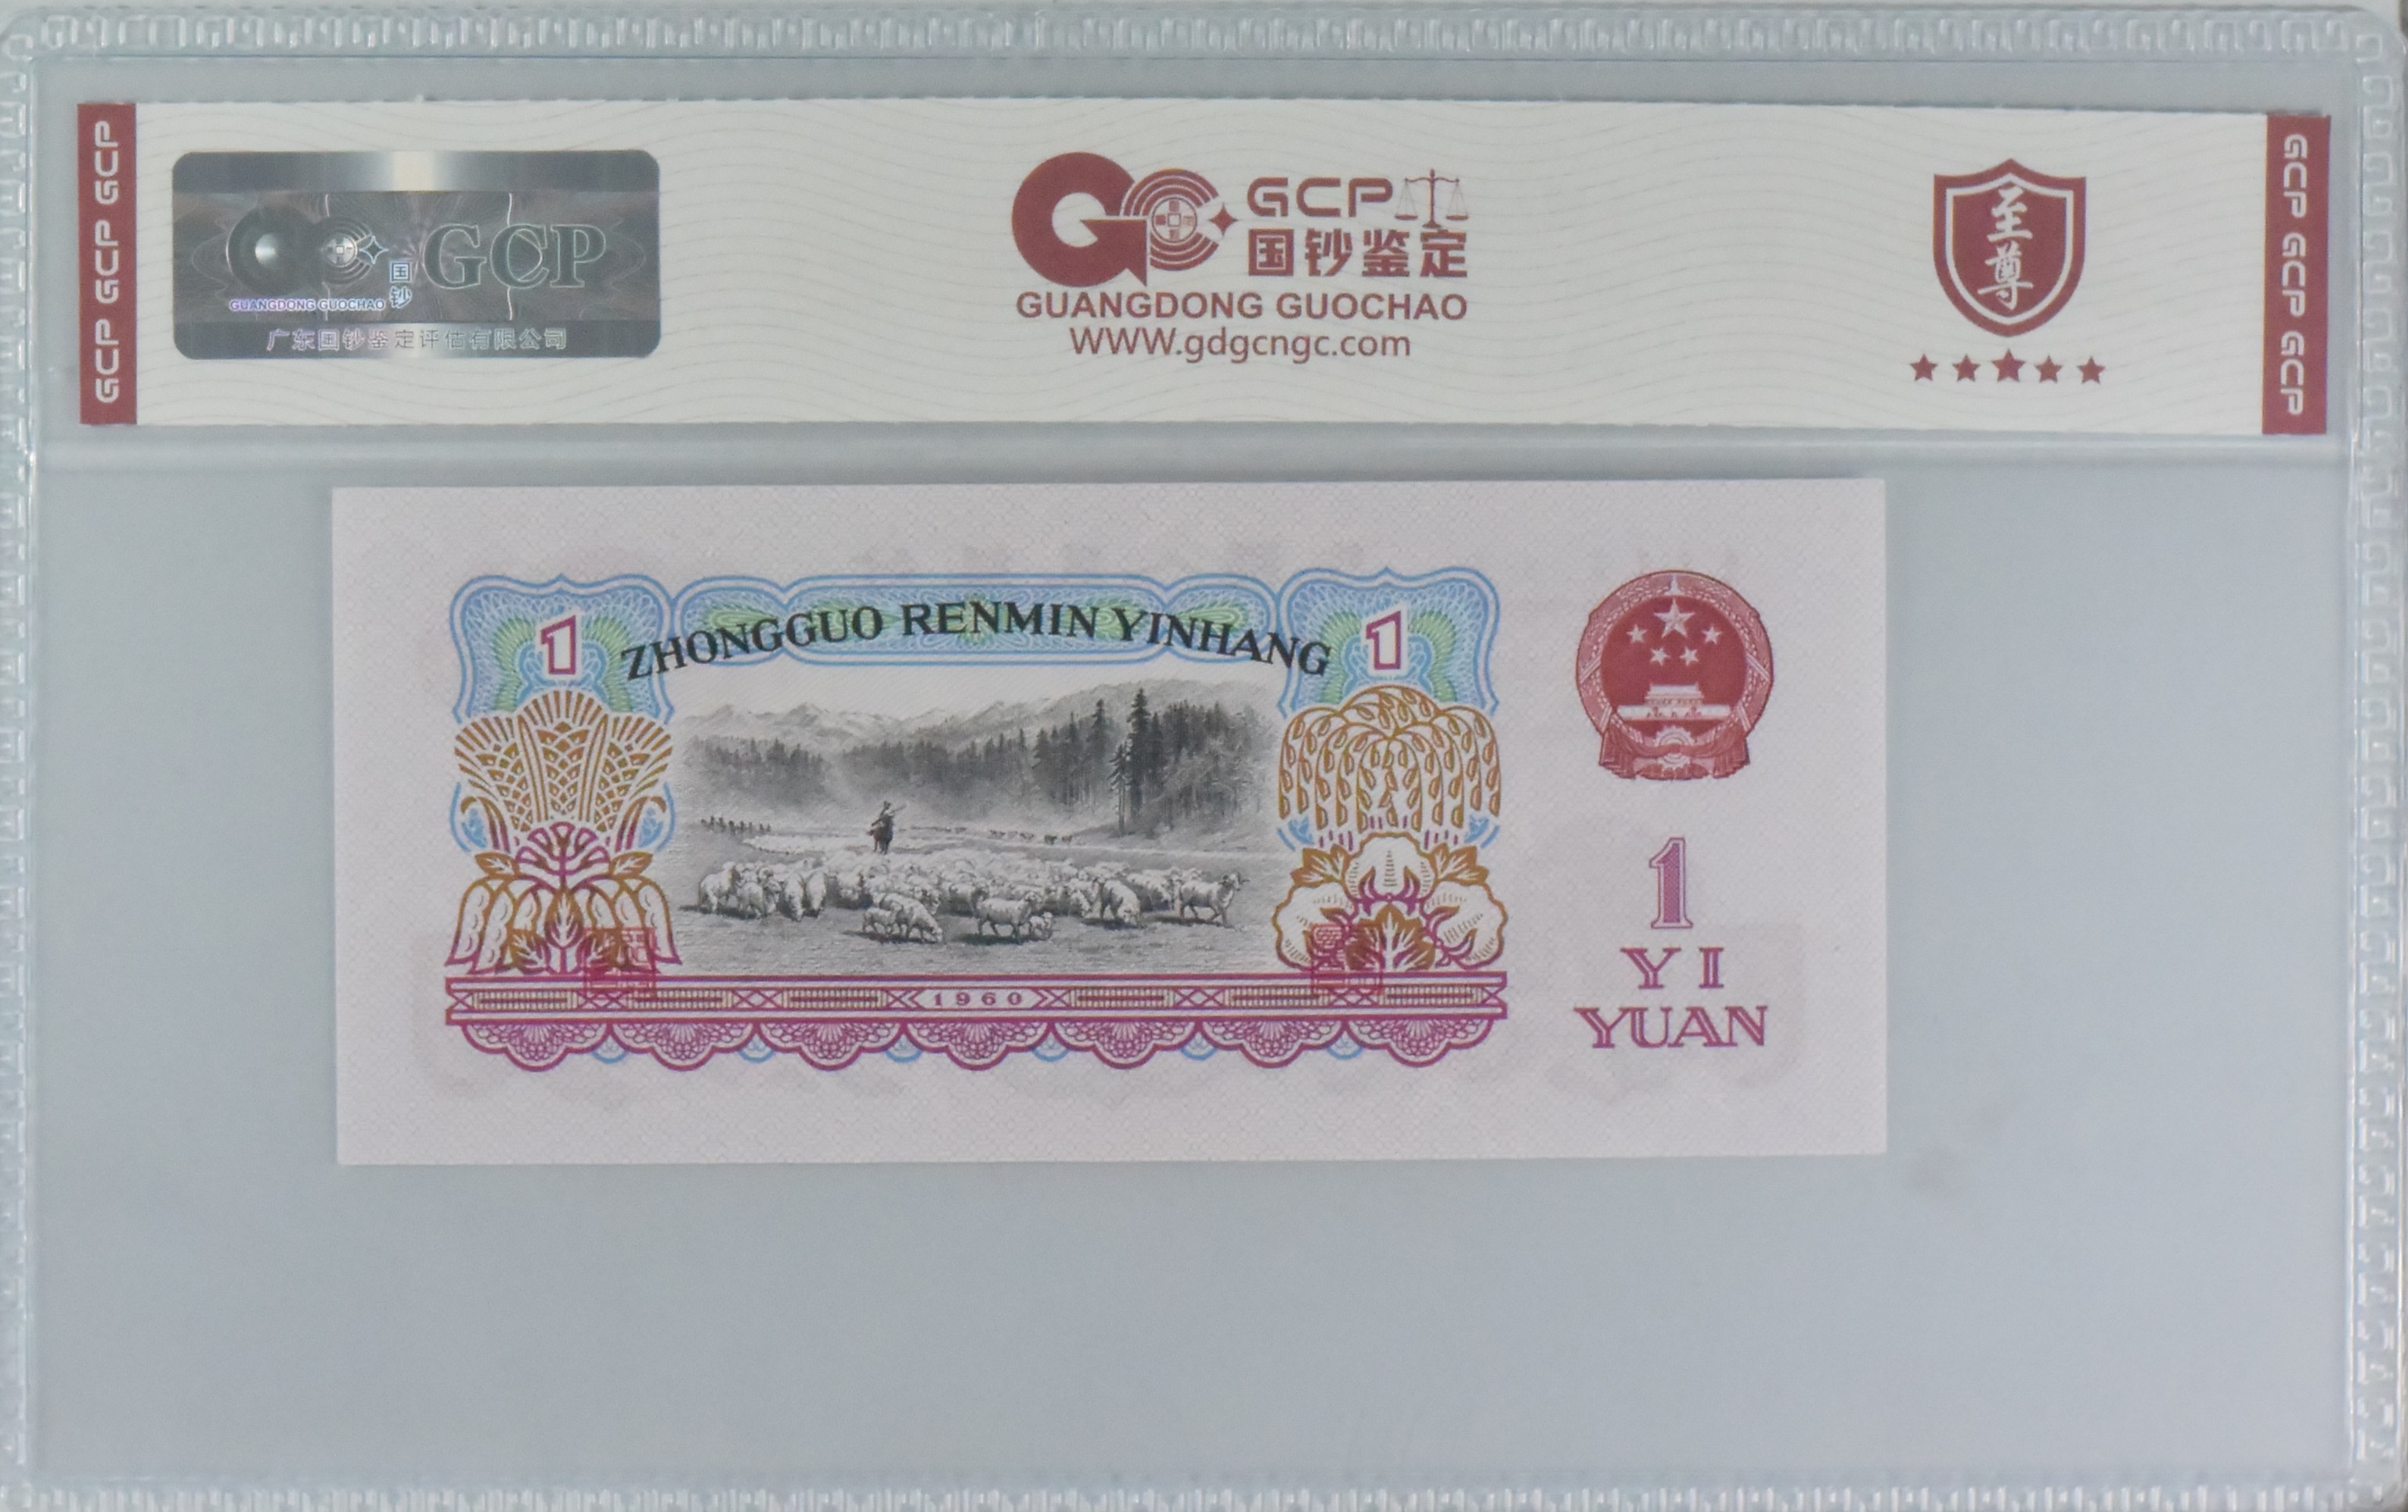 GCP GCP GCP
国钞
GCP
GUANGDONG GUOCHAO
广东国钞鉴定评估有限公司
GCP
国钞鉴定
GUANGDONG GUOCHAO
WWW.gdgcngc.com
至尊
GCP GCP GCP
1
ZHONGGUO RENMIN YINHANG
1
1960
1
YI
YUAN